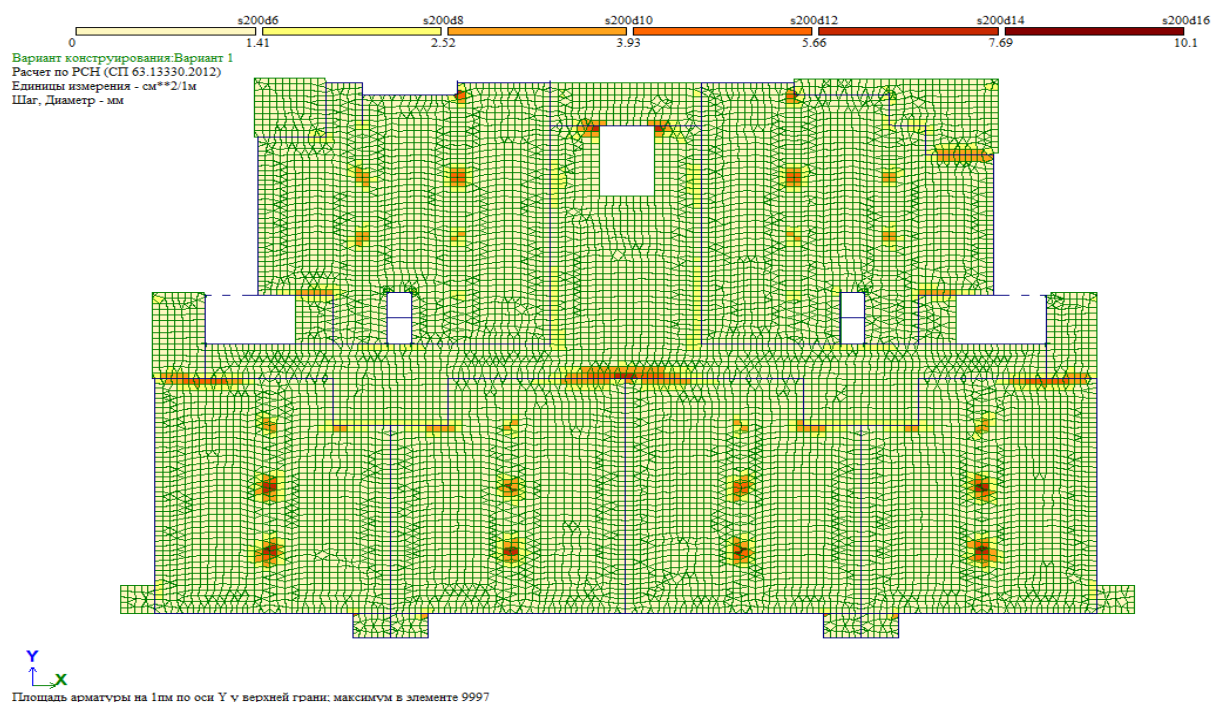 s200d6 s200d8 s200d10 s200d12 s200d14 s200d16
0 1.41 2.52 3.93 5.66 7.69 10.1
Вариант конструирования:Вариант 1
Расчет по РСН (СП 63.13330.2012)
Единицы измерения - см**2/1м
Шаг, Диаметр - мм
Y
X
Площадь арматуры на 1пм по оси Y у верхней грани; максимум в элементе 9997